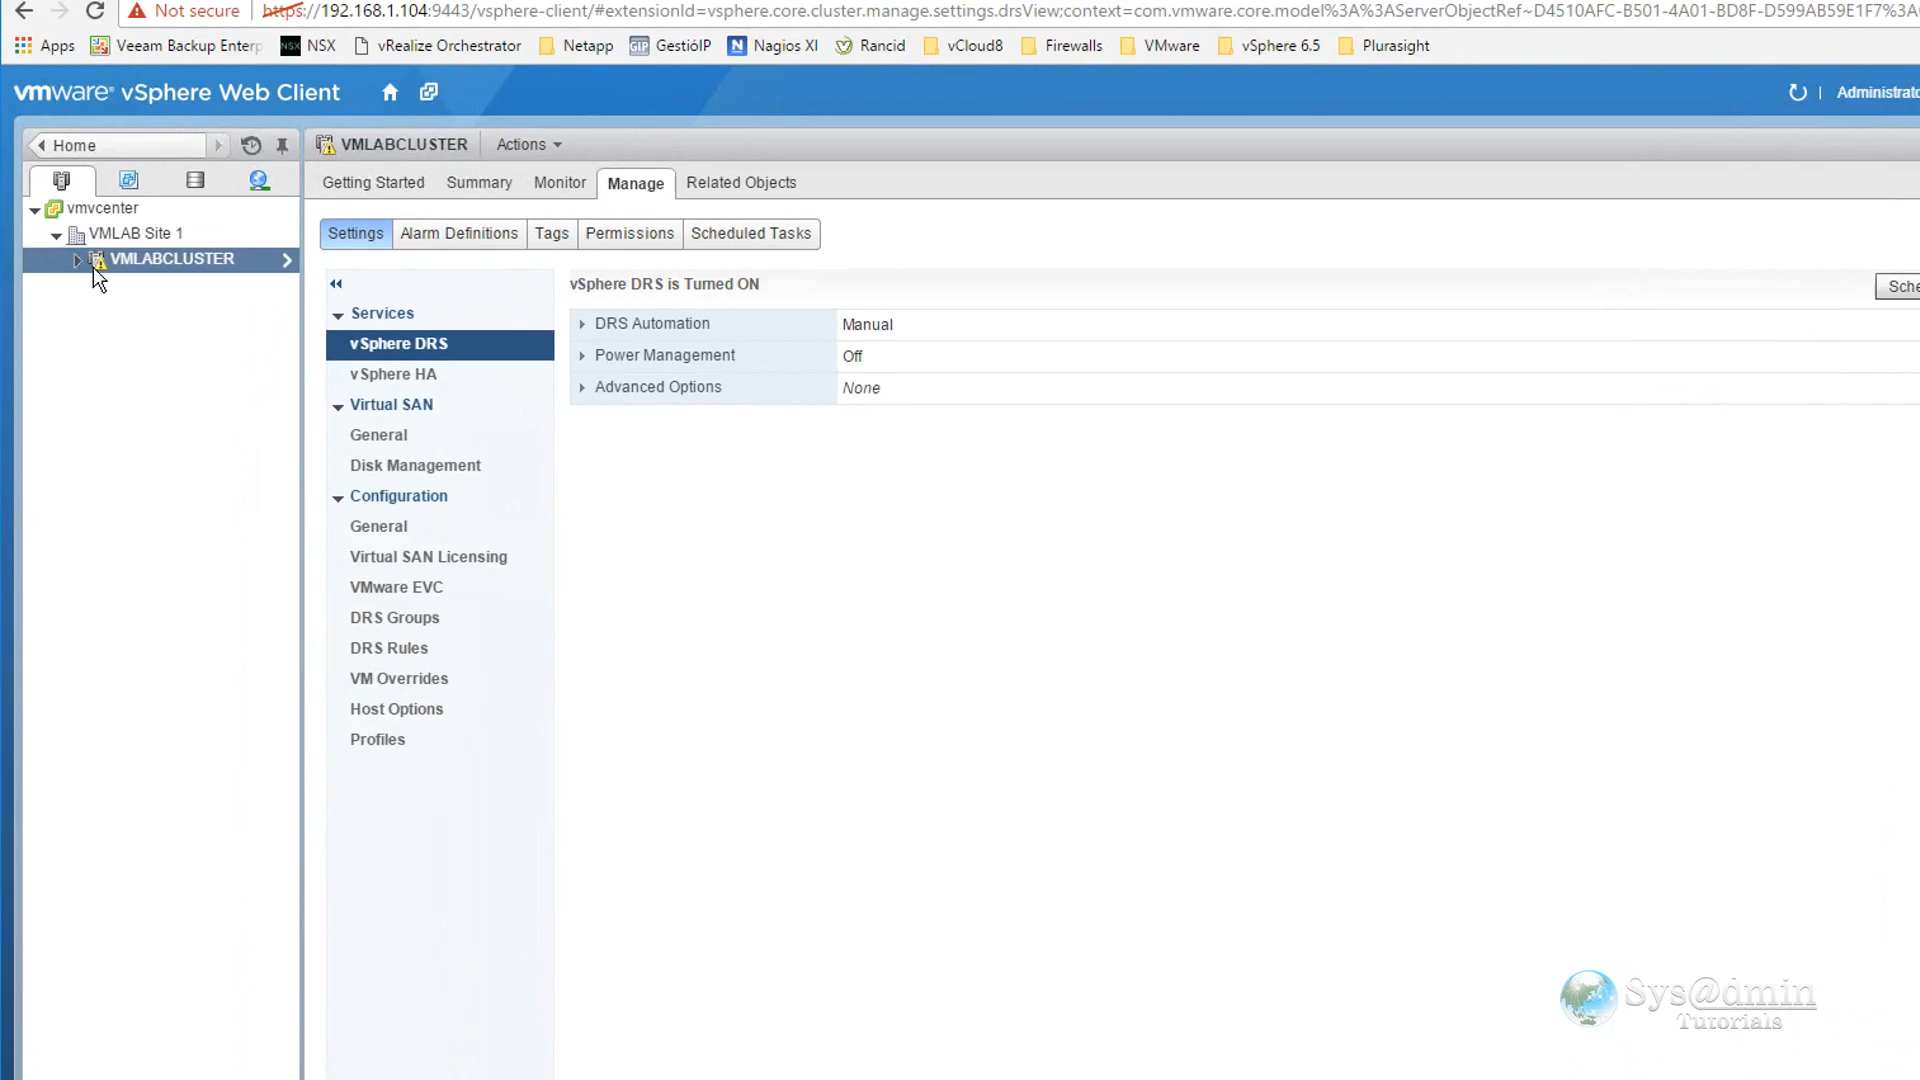 Not secure https://192.168.1.104:9443/vsphere-client/#extensionId=vsphere.core.cluster.manage.settings.drsView;context=com.vmware.core.model%3A%3AServerObjectRef~D4510AFC-B501-4A01-BD8F-D599AB59E1F7%3A
Apps Veeam Backup Enterp NSX NSX vRealize Orchestrator Netapp GIP GestióIP N Nagios XI Rancid vCloud8 Firewalls VMware vSphere 6.5 Plurasight
vmware® vSphere Web Client Administrato
Home VMLABCLUSTER Actions
Getting Started Summary Monitor Manage Related Objects
vmvcenter
VMLAB Site 1
VMLABCLUSTER
Settings Alarm Definitions Tags Permissions Scheduled Tasks
Services
vSphere DRS
vSphere HA
Virtual SAN
General
Disk Management
Configuration
General
Virtual SAN Licensing
VMware EVC
DRS Groups
DRS Rules
VM Overrides
Host Options
Profiles
vSphere DRS is Turned ON Sche
DRS Automation Manual
Power Management Off
Advanced Options None
Sys@dmin
Tutorials